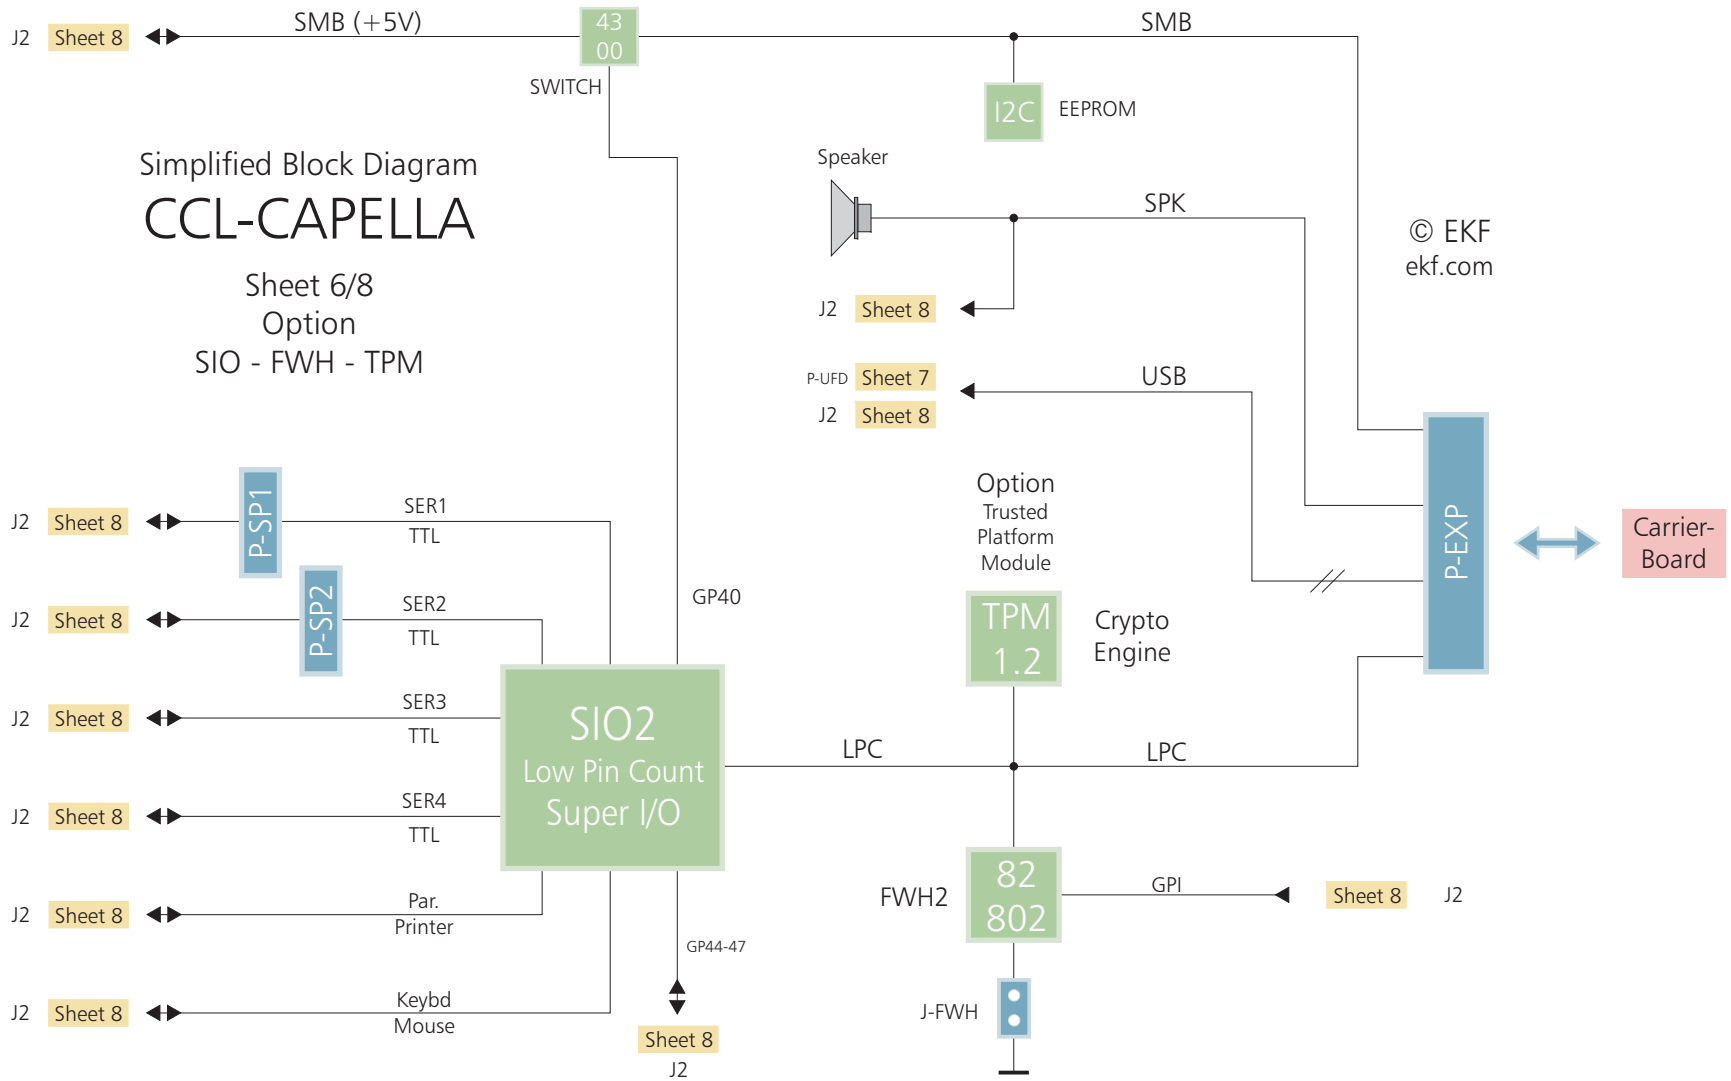 J2 Sheet 8
SMB (+5V)
43
00
SWITCH
SMB
I2C
EEPROM
Simplified Block Diagram
CCL-CAPELLA
Sheet 6/8
Option
SIO - FWH - TPM
Speaker
SPK
© EKF
ekf.com
J2 Sheet 8
P-UFD Sheet 7
J2 Sheet 8
USB
P-EXP
Carrier-
Board
Option
Trusted
Platform
Module
TPM
1.2
Crypto
Engine
GP40
J2 Sheet 8
P-SP1
SER1
TTL
J2 Sheet 8
P-SP2
SER2
TTL
J2 Sheet 8
SER3
TTL
J2 Sheet 8
SER4
TTL
J2 Sheet 8
Par.
Printer
J2 Sheet 8
Keybd
Mouse
SIO2
Low Pin Count
Super I/O
LPC
LPC
GP44-47
Sheet 8
J2
FWH2
82
802
GPI
Sheet 8 J2
J-FWH